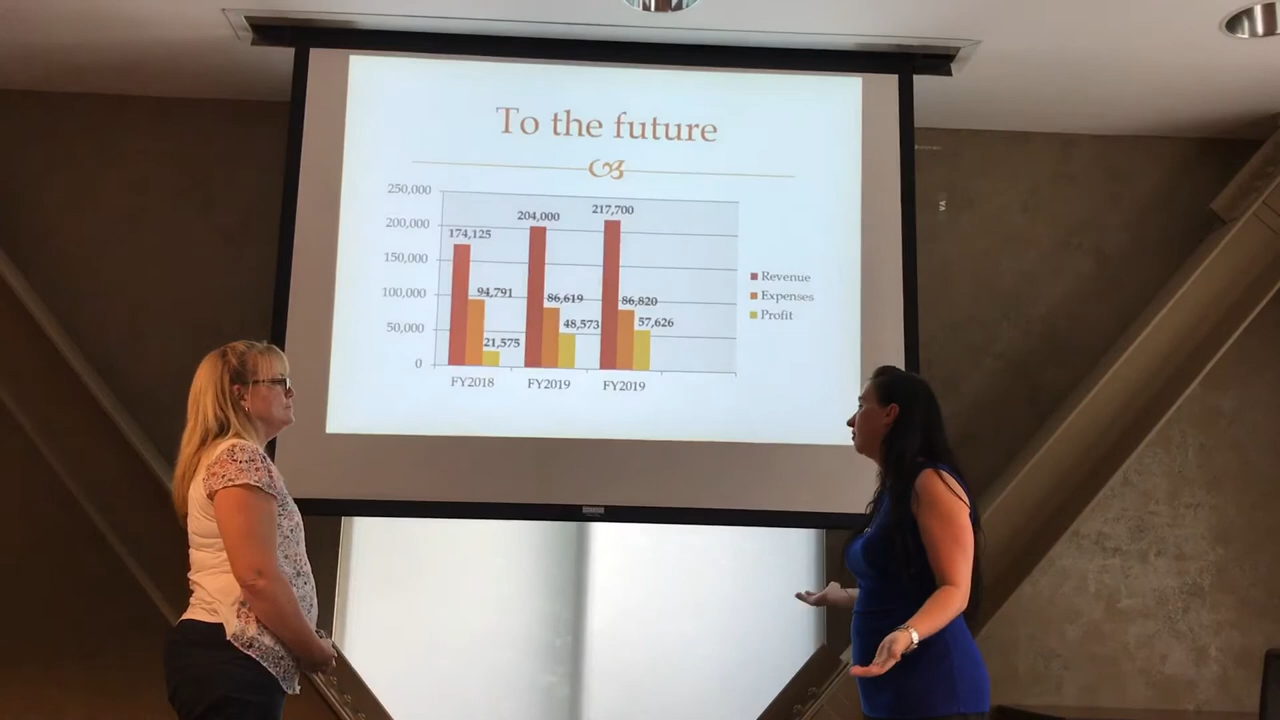 To the future
250,000
200,000
150,000
100,000
50,000
0
174,125
94,791
21,575
204,000
86,619
48,573
217,700
86,820
57,626
FY2018
FY2019
FY2019
Revenue
Expenses
Profit
VA